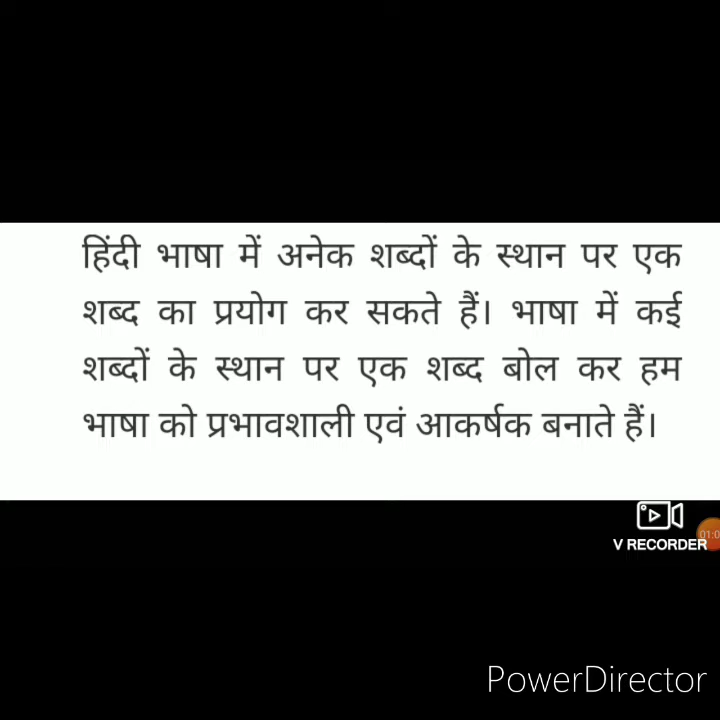 हिंदी भाषा में अनेक शब्दों के स्थान पर एक
शब्द का प्रयोग कर सकते हैं। भाषा में कई
शब्दों के स्थान पर एक शब्द बोल कर हम
भाषा को प्रभावशाली एवं आकर्षक बनाते हैं।
V RECORDER
PowerDirector